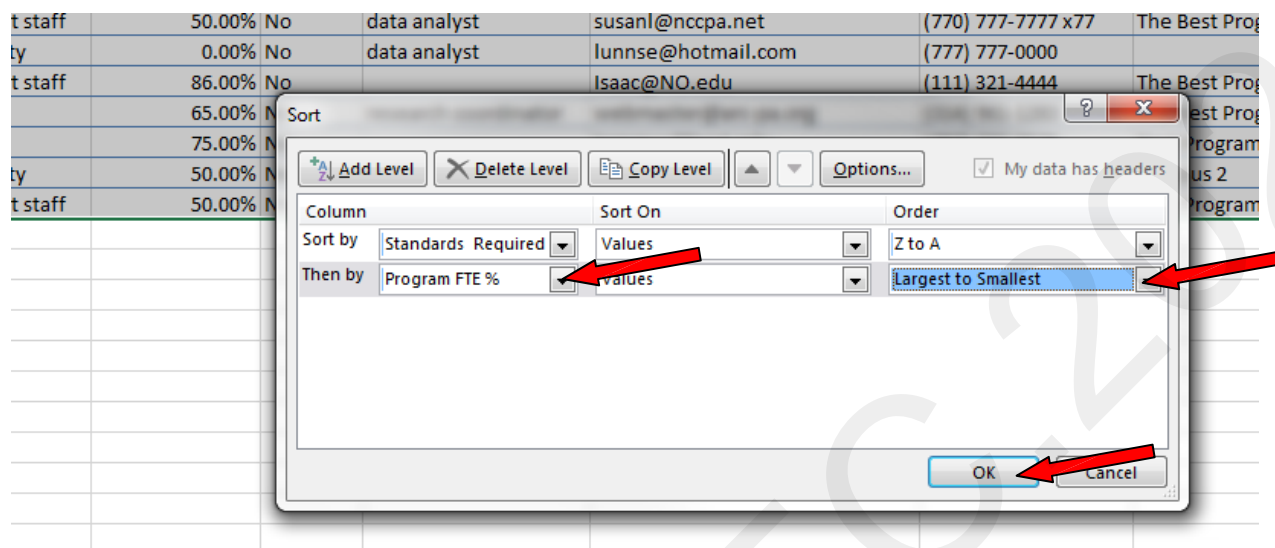 t staff 50.00% No data analyst susanl@nccpa.net (770) 777-7777 x77 The Best Prog
ty 0.00% No data analyst lunnse@hotmail.com (777) 777-0000
t staff 86.00% No Isaac@NO.edu (111) 321-4444 The Best Prog
65.00% N est Prog
Sort ?
75.00% N Program
Add Level Delete Level Copy Level Options... My data has headers
ty 50.00% N us 2
t staff 50.00% N Program
Column Sort On Order
Sort by Standards Required Values Z to A
Then by Program FTE % Values Largest to Smallest
OK Cancel